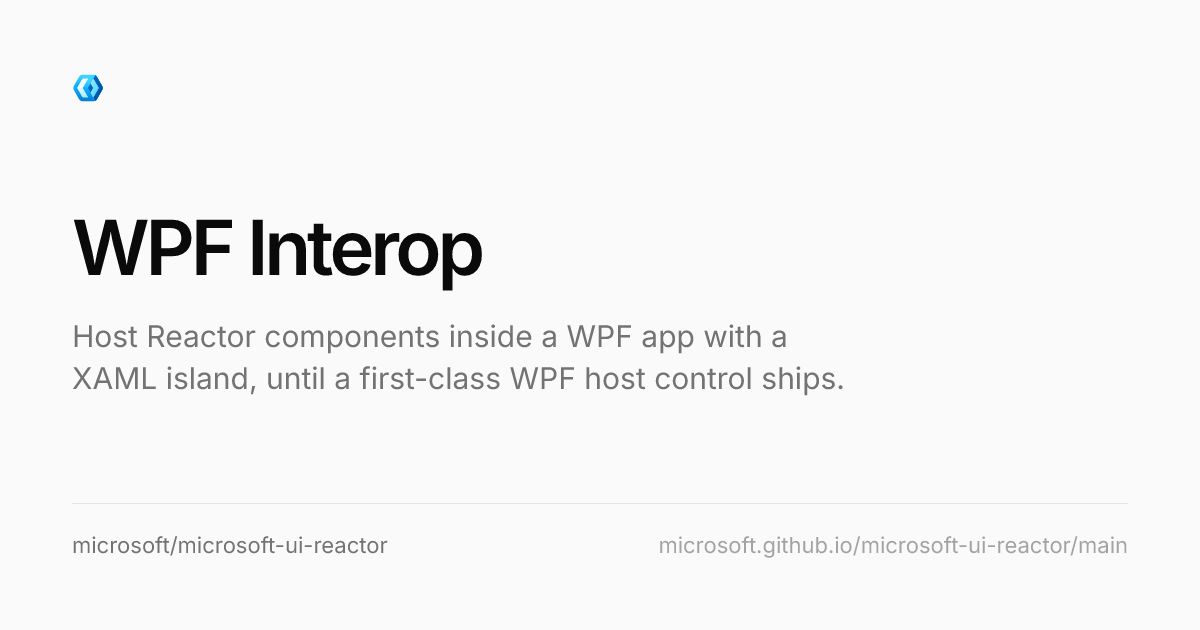 WPF Interop
Host Reactor components inside a WPF app with a
XAML island, until a first-class WPF host control ships.
microsoft/microsoft-ui-reactor
microsoft.github.io/microsoft-ui-reactor/main